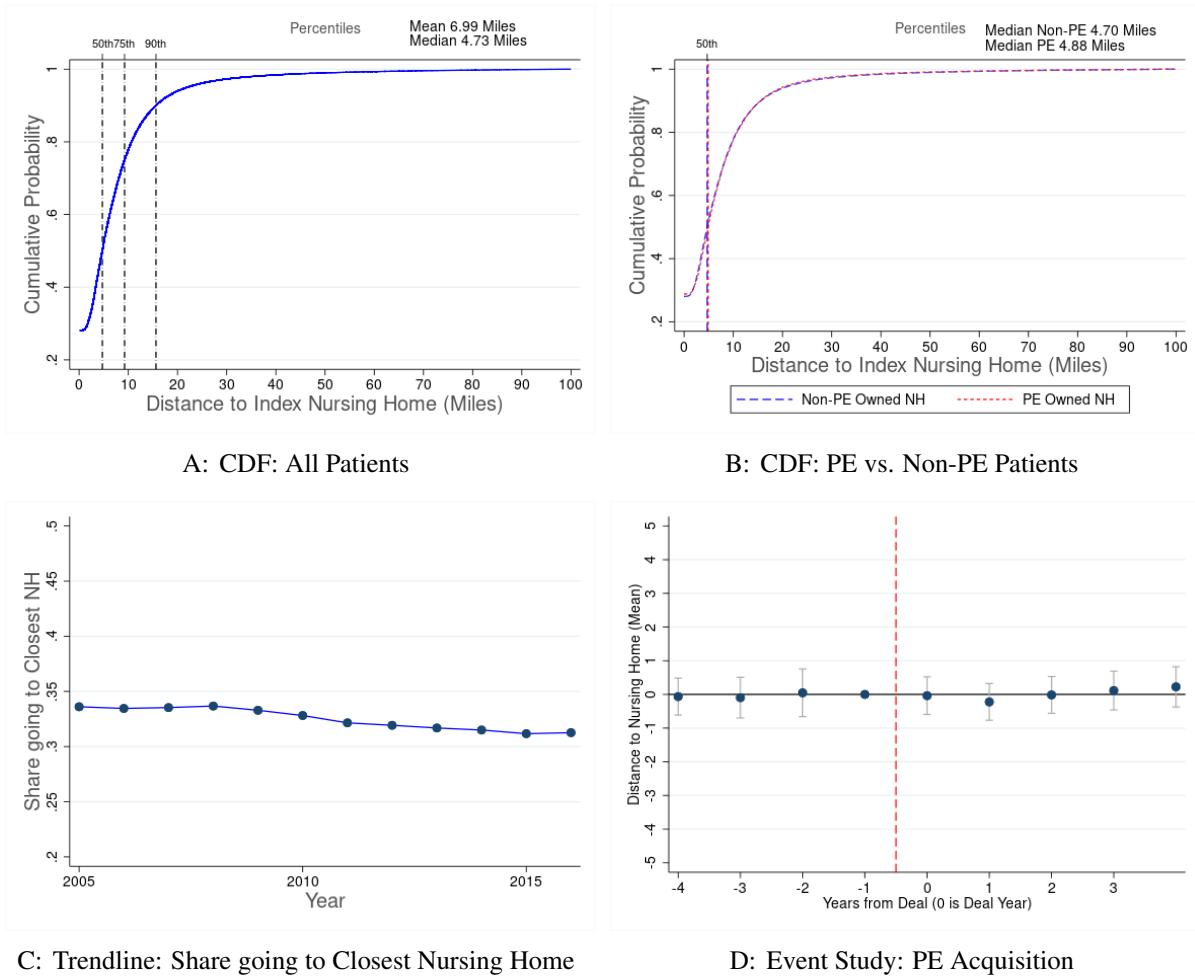 Percentiles
Mean 6.99 Miles
Median 4.73 Miles
50th 75th 90th
Cumulative Probability
1
.8
.6
.4
.2
0 10 20 30 40 50 60 70 80 90 100
Distance to Index Nursing Home (Miles)
A: CDF: All Patients
Percentiles
Median Non-PE 4.70 Miles
Median PE 4.88 Miles
50th
Cumulative Probability
1
.8
.6
.4
.2
0 10 20 30 40 50 60 70 80 90 100
Distance to Index Nursing Home (Miles)
Non-PE Owned NH PE Owned NH
B: CDF: PE vs. Non-PE Patients
Share going to Closest NH
.5
.45
.4
.35
.3
.25
.2
2005 2010 2015
Year
C: Trendline: Share going to Closest Nursing Home
Distance to Nursing Home (Mean)
5
4
3
2
1
0
-1
-2
-3
-4
-5
-4 -3 -2 -1 0 1 2 3
Years from Deal (0 is Deal Year)
D: Event Study: PE Acquisition